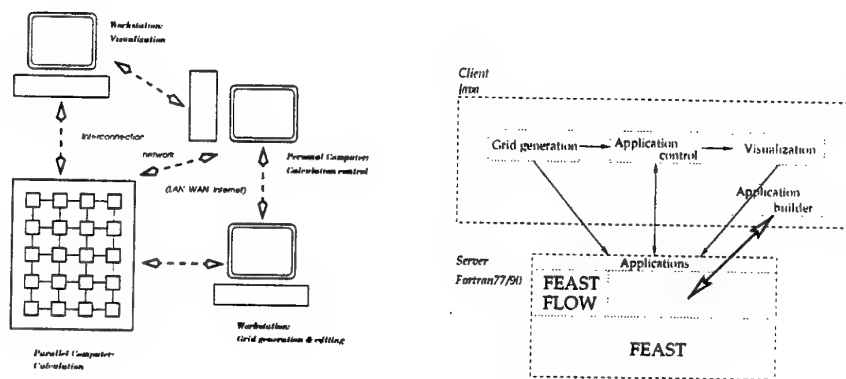 Workstation:
Visualization
Interconnection
network
(LAN WAN Internet)
Personal Computer:
Calculation control
Workstation:
Grid generation & editing
Parallel Computer:
Calculation
Client
Java
Grid generation
Application
control
Visualization
Application
builder
Server
Fortran77/90
Applications
FEAST
FLOW
FEAST